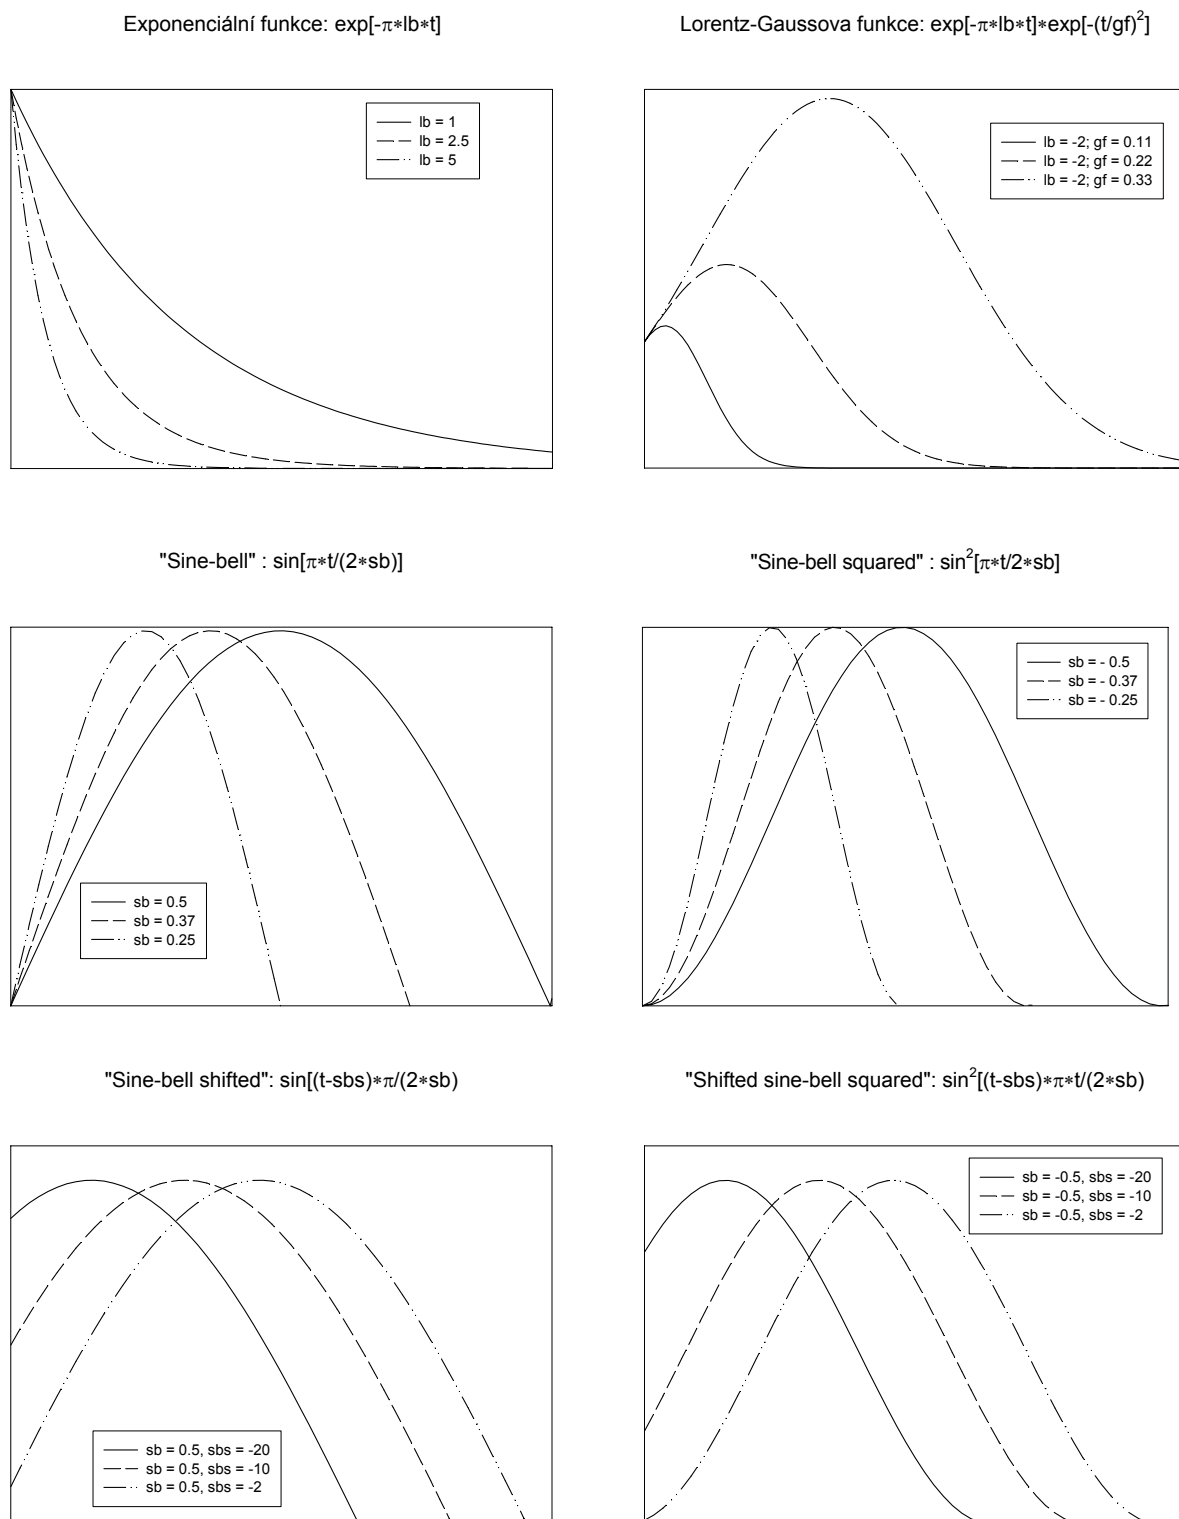 Exponenciální funkce: exp[-π*lb*t]
lb = 1
lb = 2.5
lb = 5
Lorentz-Gaussova funkce: exp[-π*lb*t]*exp[-(t/gf)²]
lb = -2; gf = 0.11
lb = -2; gf = 0.22
lb = -2; gf = 0.33
"Sine-bell" : sin[π*t/(2*sb)]
sb = 0.5
sb = 0.37
sb = 0.25
"Sine-bell squared" : sin²[π*t/2*sb]
sb = - 0.5
sb = - 0.37
sb = - 0.25
"Sine-bell shifted": sin[(t-sbs)*π/(2*sb)
sb = 0.5, sbs = -20
sb = 0.5, sbs = -10
sb = 0.5, sbs = -2
"Shifted sine-bell squared": sin²[(t-sbs)*π*t/(2*sb)
sb = -0.5, sbs = -20
sb = -0.5, sbs = -10
sb = -0.5, sbs = -2